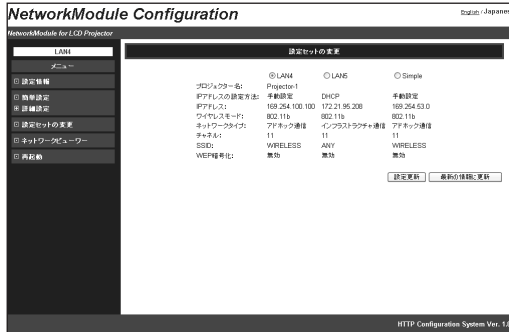 NetworkModule Configuration
English / Japanes
NetworkModule for LCD Projector
LAN4
メニュー
設定情報
簡単設定
詳細設定
設定セットの変更
ネットワークビューワー
再起動
設定セットの変更
LAN4 LAN5 Simple
プロジェクター名: Projector-1
IPアドレスの設定方法: 手動設定 DHCP 手動設定
IPアドレス: 169.254.100.100 172.21.95.208 169.254.53.0
ワイヤレスモード: 802.11b 802.11b 802.11b
ネットワークタイプ: アドホック通信 インフラストラクチャ通信 アドホック通信
チャネル: 11 11 11
SSID: WIRELESS ANY WIRELESS
WEP暗号化: 無効 無効 無効
設定更新 最新の情報に更新
HTTP Configuration System Ver. 1.0